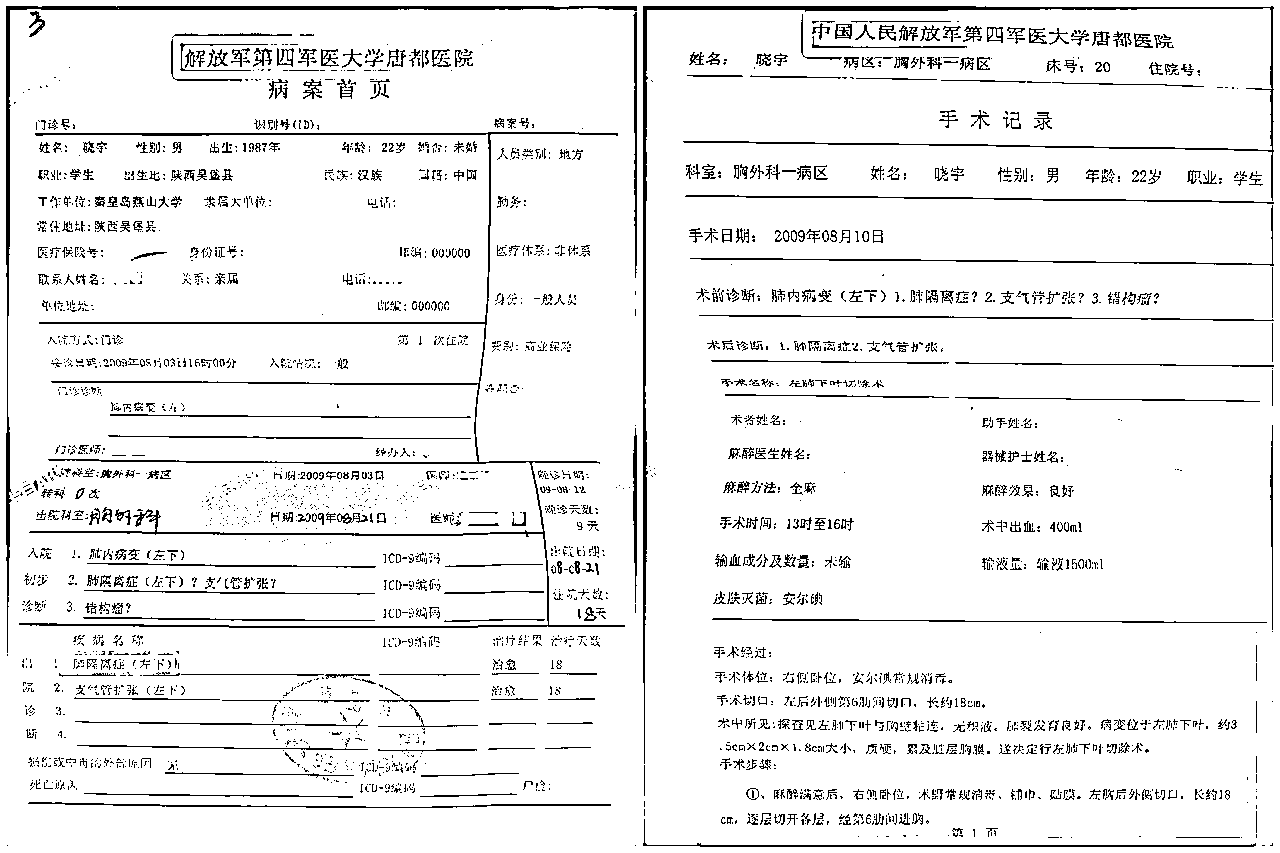 3
解放军第四军医大学唐都医院
病案首页
门诊号: 识别号(ID): 病案号:
姓名: 晓宇 性别: 男 出生: 1987年 年龄: 22岁 婚否: 未婚
人员类别: 地方
职业: 学生 出生地: 陕西吴堡县 民族: 汉族 国籍: 中国
工作单位: 秦皇岛燕山大学 隶属大单位: 电话:
勤务:
常住地址: 陕西吴堡县
医疗保险号: 身份证号: 邮编: 000000
医疗体系: 非体系
联系人姓名: 关系: 亲属 电话:
单位地址: 邮编: 000000
身份: 一般人员
入院方式: 门诊 第 1 次住院
类别: 商业保险
接诊日期: 2009年08月03日16时00分 入院情况: 一般
门诊诊断
肺内病变（左）
门诊医师: 经办人:
科室: 胸外科一病区 日期: 2009年08月03日 医师:
确诊日期:
09-08-12
转科 0 次
出院科室: 胸外科 日期: 2009年08月21日 医师:
确诊天数:
9 天
入院 1. 肺内病变（左下） ICD-9编码
出院日期:
08-08-21
初步 2. 肺隔离症（左下）？支气管扩张？ ICD-9编码
住院天数:
18天
诊断 3. 错构瘤？ ICD-9编码
疾病名称 ICD-9编码 治疗结果 治疗天数
出 1. 肺隔离症（左下） 治愈 18
院 2. 支气管扩张（左下） 治愈 18
诊 3.
断 4.
损伤或中毒的外部原因 无 ICD-9编码
死亡原因 ICD-9编码 尸检:
中国人民解放军第四军医大学唐都医院
姓名: 晓宇 病区: 胸外科一病区 床号: 20 住院号:
手术记录
科室: 胸外科一病区 姓名: 晓宇 性别: 男 年龄: 22岁 职业: 学生
手术日期: 2009年08月10日
术前诊断: 肺内病变（左下）1. 肺隔离症？2. 支气管扩张？3. 错构瘤？
术后诊断: 1. 肺隔离症2. 支气管扩张.
手术名称: 左肺下叶切除术
术者姓名: 助手姓名:
麻醉医生姓名: 器械护士姓名:
麻醉方法: 全麻 麻醉效果: 良好
手术时间: 13时至16时 术中出血: 400ml
输血成分及数量: 未输 输液量: 输液1500ml
皮肤灭菌: 安尔碘
手术经过:
手术体位: 右侧卧位，安尔碘常规消毒。
手术切口: 左后外侧第6肋间切口，长约18cm。
术中所见: 探查见左肺下叶与胸壁粘连，无积液。肺裂发育良好。病变位于左肺下叶，约3
.5cm×2cm×1.8cm大小，质硬，累及脏层胸膜。遂决定行左肺下叶切除术。
手术步骤:
①、麻醉满意后，右侧卧位，术野常规消毒、铺巾、贴膜。左胸后外侧切口，长约18
cm，逐层切开各层，经第6肋间进胸。
第 1 页